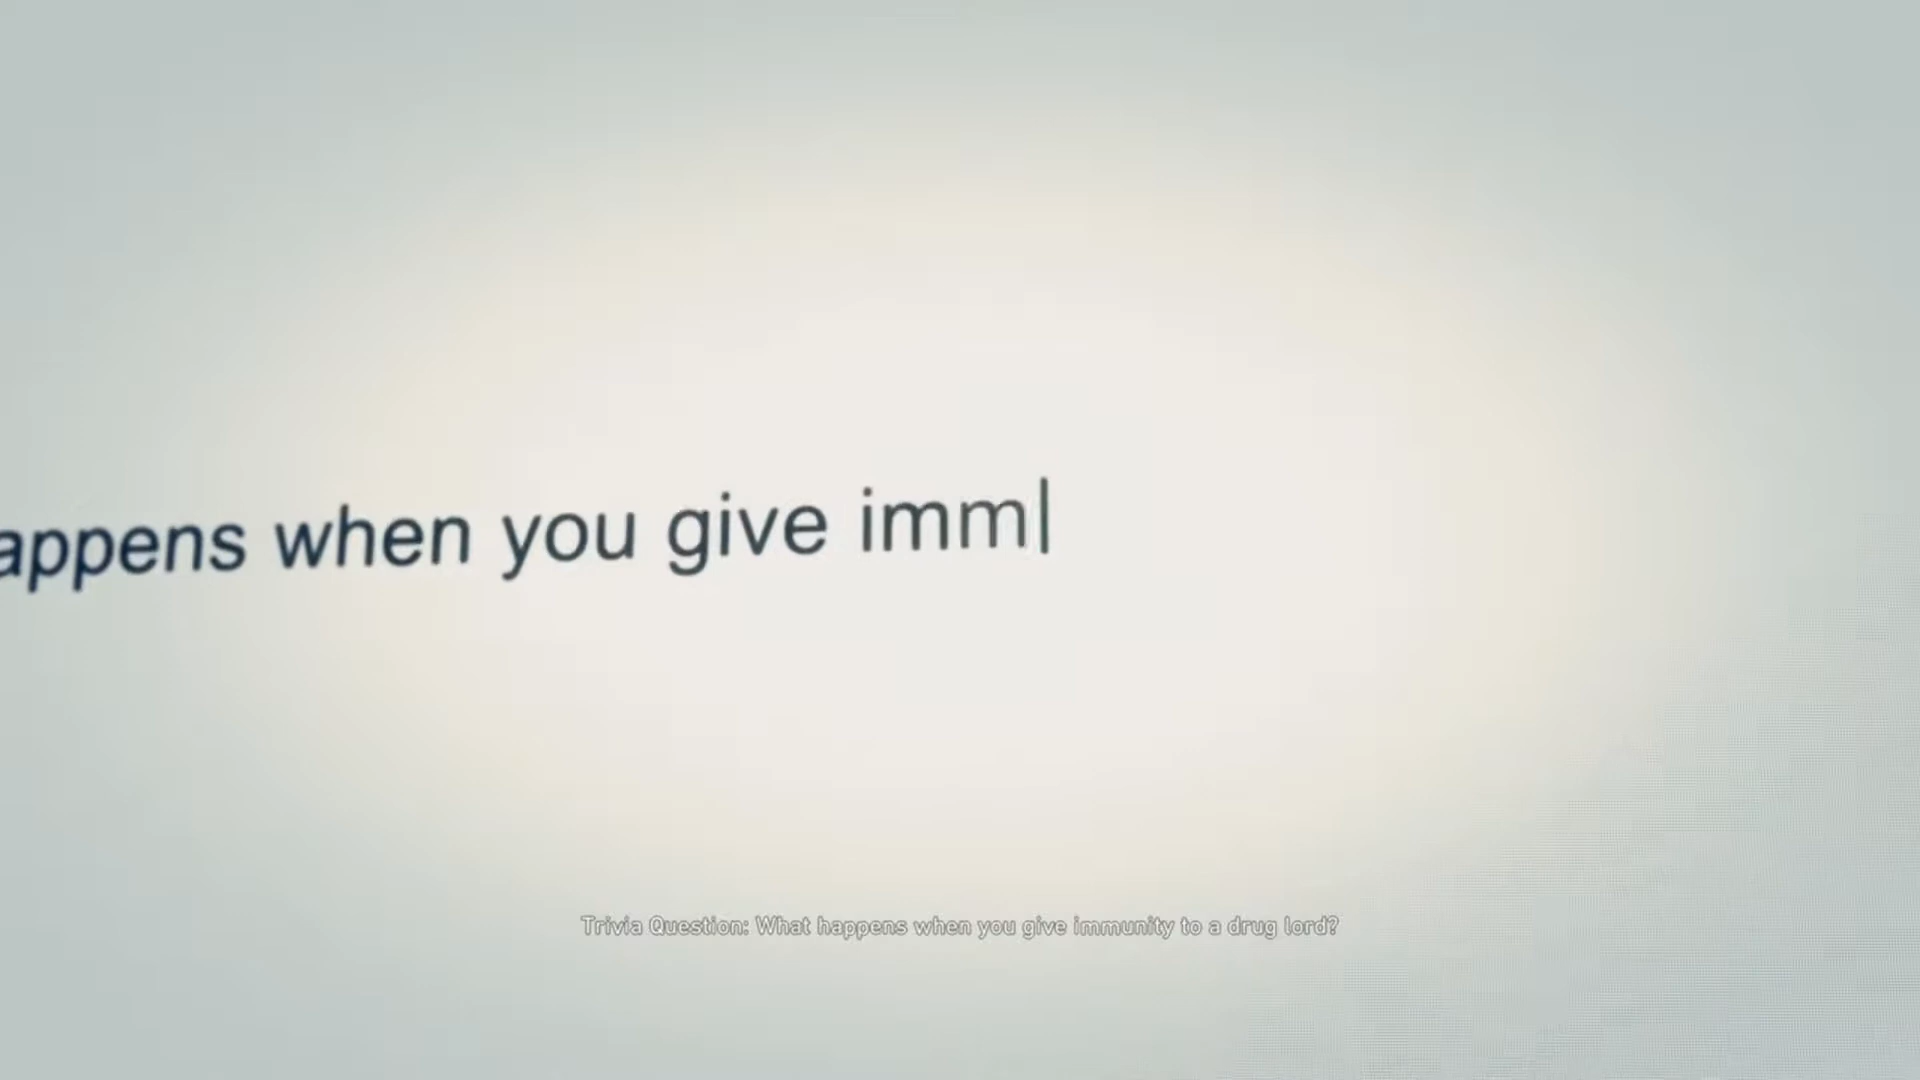 appens when you give imm
Trivia Question: What happens when you give immunity to a drug lord?